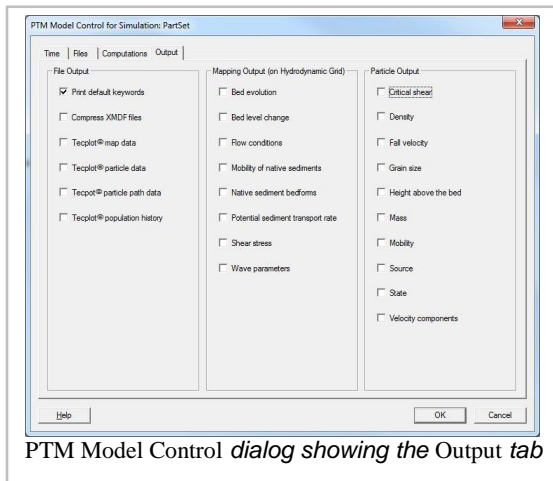 PTM Model Control for Simulation: PartSet
Time Files Computations Output
File Output
Print default keywords
Compress XMDF files
Tecplot® map data
Tecplot® particle data
Tecpot® particle path data
Tecplot® population history
Mapping Output (on Hydrodynamic Grid)
Bed evolution
Bed level change
Flow conditions
Mobility of native sediments
Native sediment bedforms
Potential sediment transport rate
Shear stress
Wave parameters
Particle Output
Critical shear
Density
Fall velocity
Grain size
Height above the bed
Mass
Mobility
Source
State
Velocity components
Help OK Cancel
PTM Model Control dialog showing the Output tab